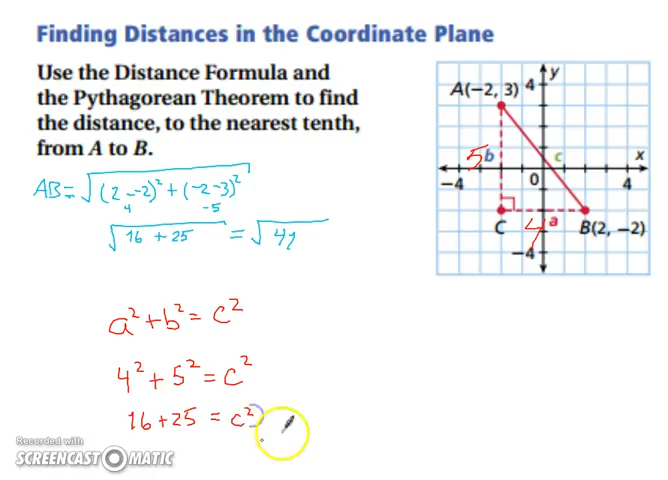 Finding Distances in the Coordinate Plane
Use the Distance Formula and
the Pythagorean Theorem to find
the distance, to the nearest tenth,
from A to B.
AB = √((2 - -2)² + (-2 -3)²)
4 -5
√(16 + 25) = √41
a² + b² = c²
4² + 5² = c²
16 + 25 = c²
y
A(−2, 3) 4
5 b c x
−4 0 4
C 4 a B(2, −2)
−4
Recorded with
SCREENCAST MATIC